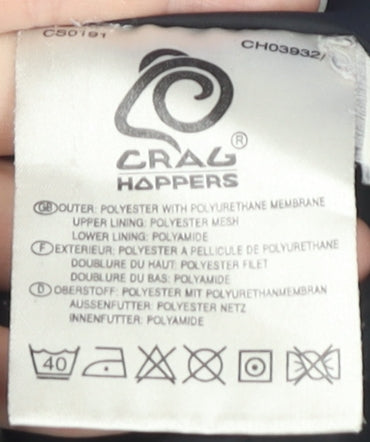 CS0191
CH03932/
CRAG
HOPPERS
®
GB OUTER: POLYESTER WITH POLYURETHANE MEMBRANE
UPPER LINING: POLYESTER MESH
LOWER LINING: POLYAMIDE
F EXTERIEUR: POLYESTER A PELLICULE DE POLYURETHANE
DOUBLURE DU HAUT: POLYESTER FILET
DOUBLURE DU BAS: POLYAMIDE
D OBERSTOFF: POLYESTER MIT POLYURETHANMEMBRAN
AUSSENFUTTER: POLYESTER NETZ
INNENFUTTER: POLYAMIDE
40